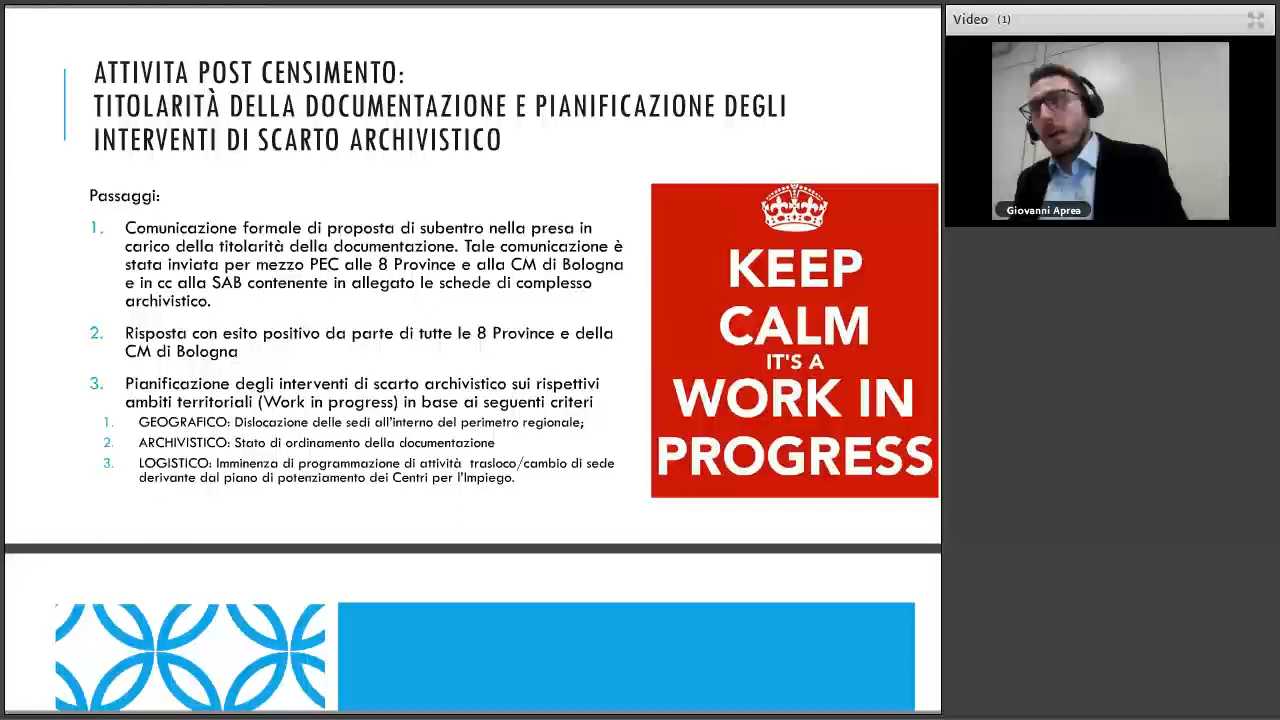 ATTIVITA POST CENSIMENTO:
TITOLARITÀ DELLA DOCUMENTAZIONE E PIANIFICAZIONE DEGLI
INTERVENTI DI SCARTO ARCHIVISTICO
Passaggi:
1. Comunicazione formale di proposta di subentro nella presa in
carico della titolarità della documentazione. Tale comunicazione è
stata inviata per mezzo PEC alle 8 Province e alla CM di Bologna
e in cc alla SAB contenente in allegato le schede di complesso
archivistico.
2. Risposta con esito positivo da parte di tutte le 8 Province e della
CM di Bologna
3. Pianificazione degli interventi di scarto archivistico sui rispettivi
ambiti territoriali (Work in progress) in base ai seguenti criteri
1. GEOGRAFICO: Dislocazione delle sedi all'interno del perimetro regionale;
2. ARCHIVISTICO: Stato di ordinamento della documentazione
3. LOGISTICO: Imminenza di programmazione di attività trasloco/cambio di sede
derivante dal piano di potenziamento dei Centri per l'Impiego.
KEEP
CALM
IT'S A
WORK IN
PROGRESS
Video (1)
Giovanni Aprea